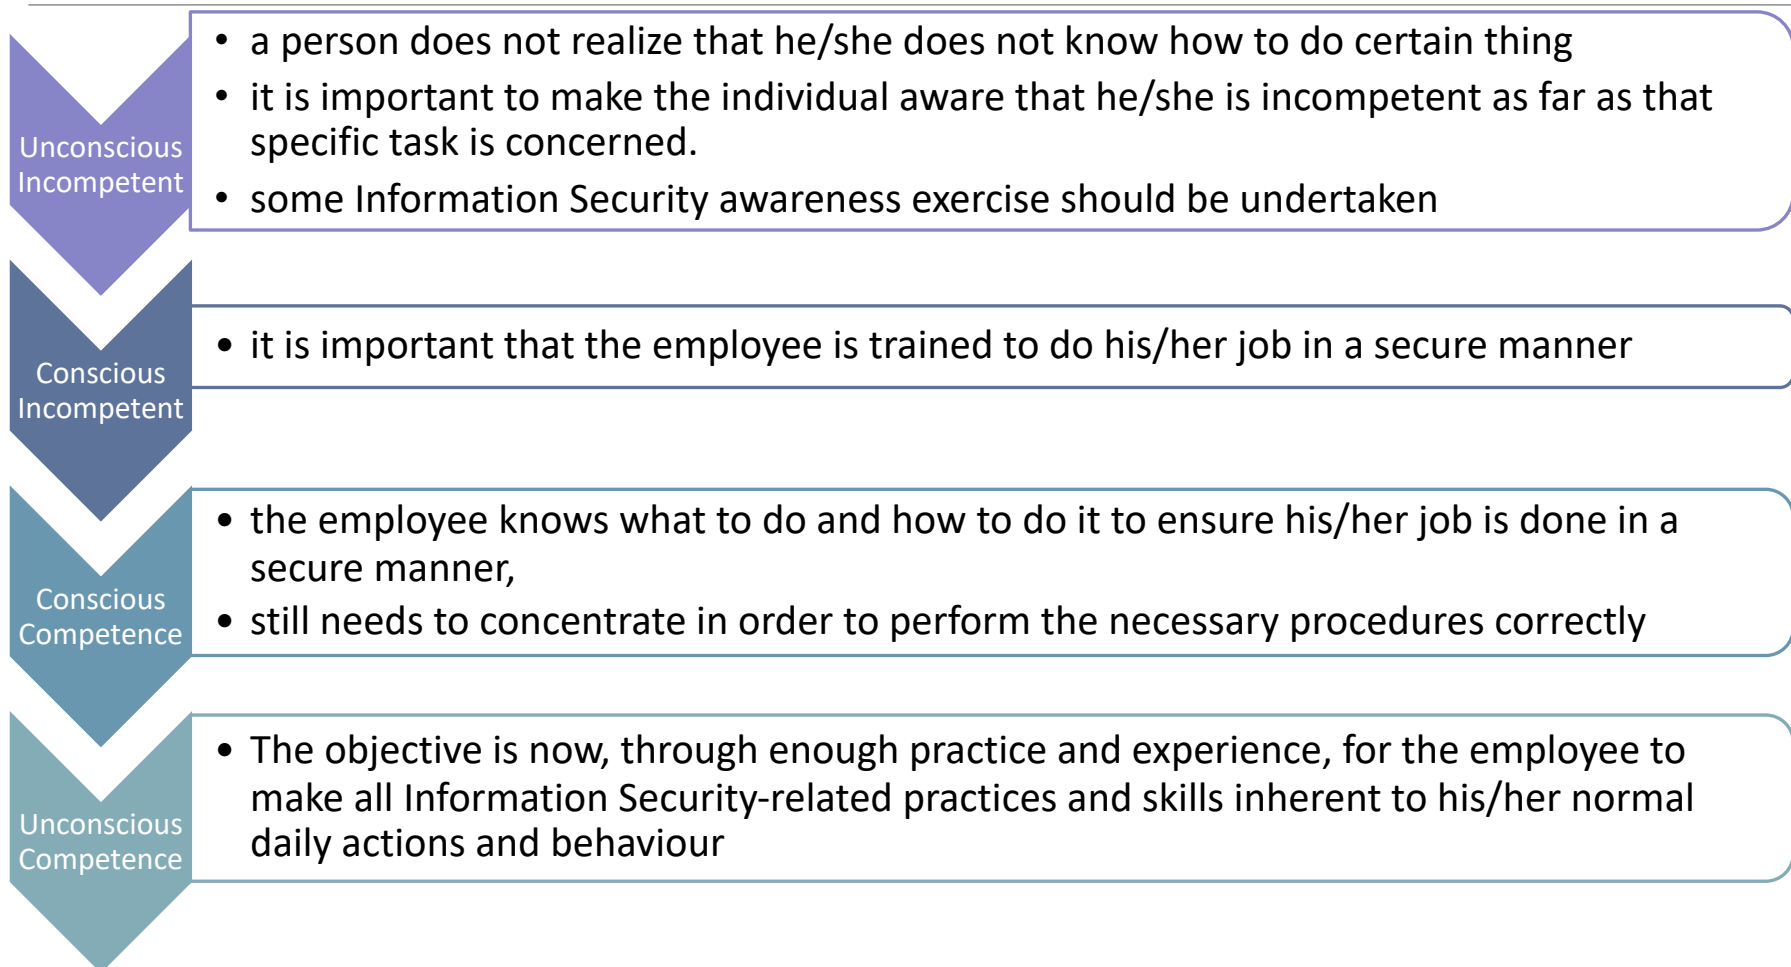 Unconscious
Incompetent
• a person does not realize that he/she does not know how to do certain thing
• it is important to make the individual aware that he/she is incompetent as far as that
specific task is concerned.
• some Information Security awareness exercise should be undertaken
Conscious
Incompetent
• it is important that the employee is trained to do his/her job in a secure manner
Conscious
Competence
• the employee knows what to do and how to do it to ensure his/her job is done in a
secure manner,
• still needs to concentrate in order to perform the necessary procedures correctly
Unconscious
Competence
• The objective is now, through enough practice and experience, for the employee to
make all Information Security-related practices and skills inherent to his/her normal
daily actions and behaviour